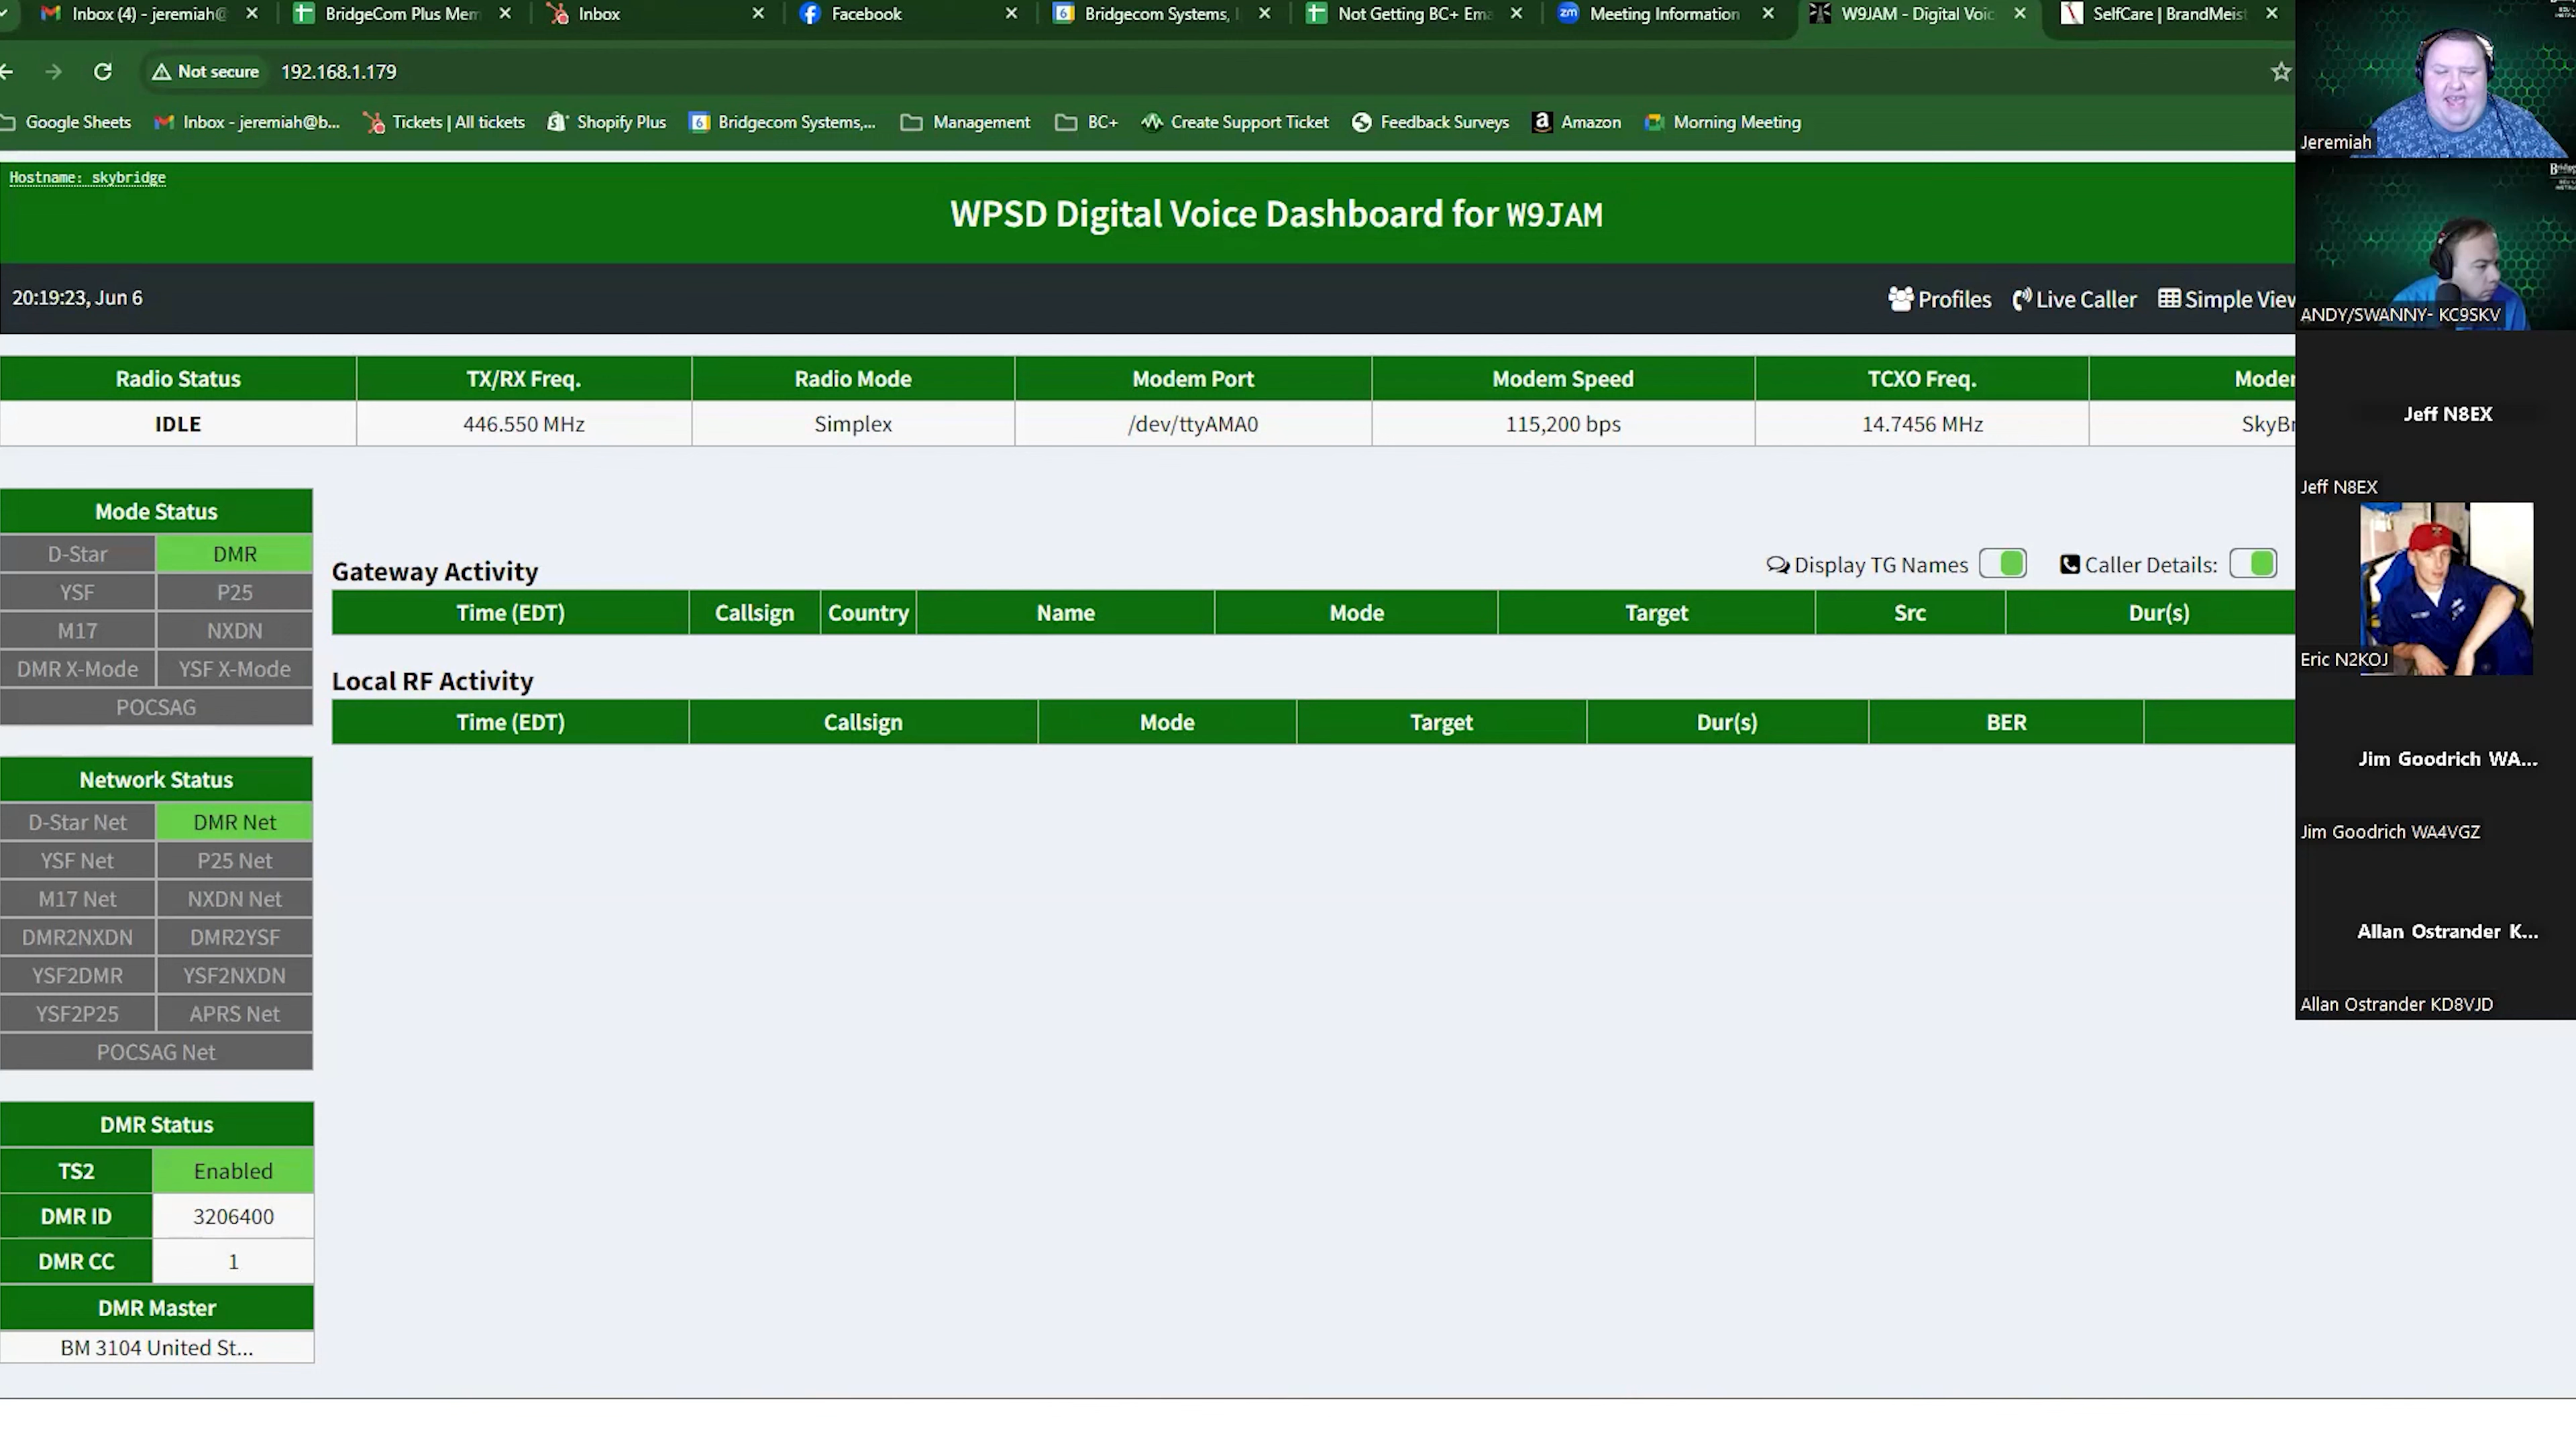 Inbox (4) - jeremiah@
BridgeCom Plus Mem
Inbox
Facebook
Bridgecom Systems,
Not Getting BC+ Ema
Meeting Information
W9JAM - Digital Voic
SelfCare | BrandMeist
Not secure 192.168.1.179
Google Sheets Inbox - jeremiah@b... Tickets | All tickets Shopify Plus Bridgecom Systems,... Management BC+ Create Support Ticket Feedback Surveys Amazon Morning Meeting
Hostname: skybridge
WPSD Digital Voice Dashboard for W9JAM
20:19:23, Jun 6
Profiles Live Caller Simple View
Radio Status TX/RX Freq. Radio Mode Modem Port Modem Speed TCXO Freq. Moder
IDLE 446.550 MHz Simplex /dev/ttyAMA0 115,200 bps 14.7456 MHz SkyBr
Mode Status
D-Star DMR
YSF P25
M17 NXDN
DMR X-Mode YSF X-Mode
POCSAG
Network Status
D-Star Net DMR Net
YSF Net P25 Net
M17 Net NXDN Net
DMR2NXDN DMR2YSF
YSF2DMR YSF2NXDN
YSF2P25 APRS Net
POCSAG Net
DMR Status
TS2 Enabled
DMR ID 3206400
DMR CC 1
DMR Master
BM 3104 United St...
Gateway Activity
Display TG Names Caller Details:
Time (EDT) Callsign Country Name Mode Target Src Dur(s)
Local RF Activity
Time (EDT) Callsign Mode Target Dur(s) BER
Jeremiah
ANDY/SWANNY- KC9SKV
Jeff N8EX
Jeff N8EX
Eric N2KOJ
Jim Goodrich WA...
Jim Goodrich WA4VGZ
Allan Ostrander K...
Allan Ostrander KD8VJD